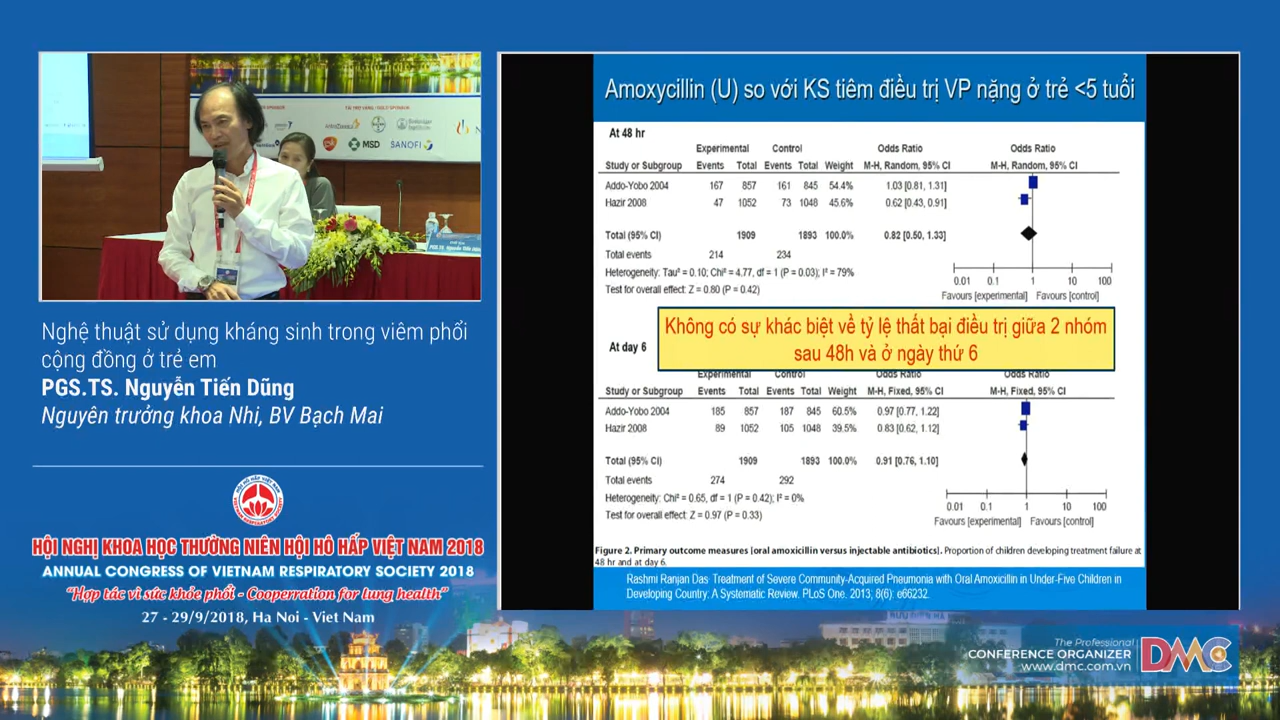 MSD
SANOFI
Nghệ thuật sử dụng kháng sinh trong viêm phổi
cộng đồng ở trẻ em
PGS.TS. Nguyễn Tiến Dũng
Nguyên trưởng khoa Nhi, BV Bạch Mai
HỘI NGHỊ KHOA HỌC THƯỜNG NIÊN HỘI HÔ HẤP VIỆT NAM 2018
ANNUAL CONGRESS OF VIETNAM RESPIRATORY SOCIETY 2018
"Hợp tác vì sức khỏe phổi - Cooperration for lung health"
27 - 29/9/2018, Ha Noi - Viet Nam
Amoxycillin (U) so với KS tiêm điều trị VP nặng ở trẻ <5 tuổi
At 48 hr
Experimental Control Odds Ratio Odds Ratio
Study or Subgroup Events Total Events Total Weight M-H, Random, 95% CI M-H, Random, 95% CI
Addo-Yobo 2004 167 857 161 845 54.4% 1.03 [0.81, 1.31]
Hazir 2008 47 1052 73 1048 45.6% 0.62 [0.43, 0.91]
Total (95% CI) 1909 1893 100.0% 0.82 [0.50, 1.33]
Total events 214 234
Heterogeneity: Tau² = 0.10; Chi² = 4.77, df = 1 (P = 0.03); I² = 79%
Test for overall effect: Z = 0.80 (P = 0.42)
0.01 0.1 1 10 100
Favours [experimental] Favours [control]
Không có sự khác biệt về tỷ lệ thất bại điều trị giữa 2 nhóm
sau 48h và ở ngày thứ 6
At day 6
Experimental Control Odds Ratio Odds Ratio
Study or Subgroup Events Total Events Total Weight M-H, Fixed, 95% CI M-H, Fixed, 95% CI
Addo-Yobo 2004 185 857 187 845 60.5% 0.97 [0.77, 1.22]
Hazir 2008 89 1052 105 1048 39.5% 0.83 [0.62, 1.12]
Total (95% CI) 1909 1893 100.0% 0.91 [0.76, 1.10]
Total events 274 292
Heterogeneity: Chi² = 0.65, df = 1 (P = 0.42); I² = 0%
Test for overall effect: Z = 0.97 (P = 0.33)
0.01 0.1 1 10 100
Favours [experimental] Favours [control]
Figure 2. Primary outcome measures [oral amoxicillin versus injectable antibiotics]. Proportion of children developing treatment failure at
48 hr and at day 6.
Rashmi Ranjan Das: Treatment of Severe Community-Acquired Pneumonia with Oral Amoxicillin in Under-Five Children in
Developing Country: A Systematic Review. PLoS One. 2013; 8(6): e66232.
The Professional
CONFERENCE ORGANIZER
www.dmc.com.vn
DMC